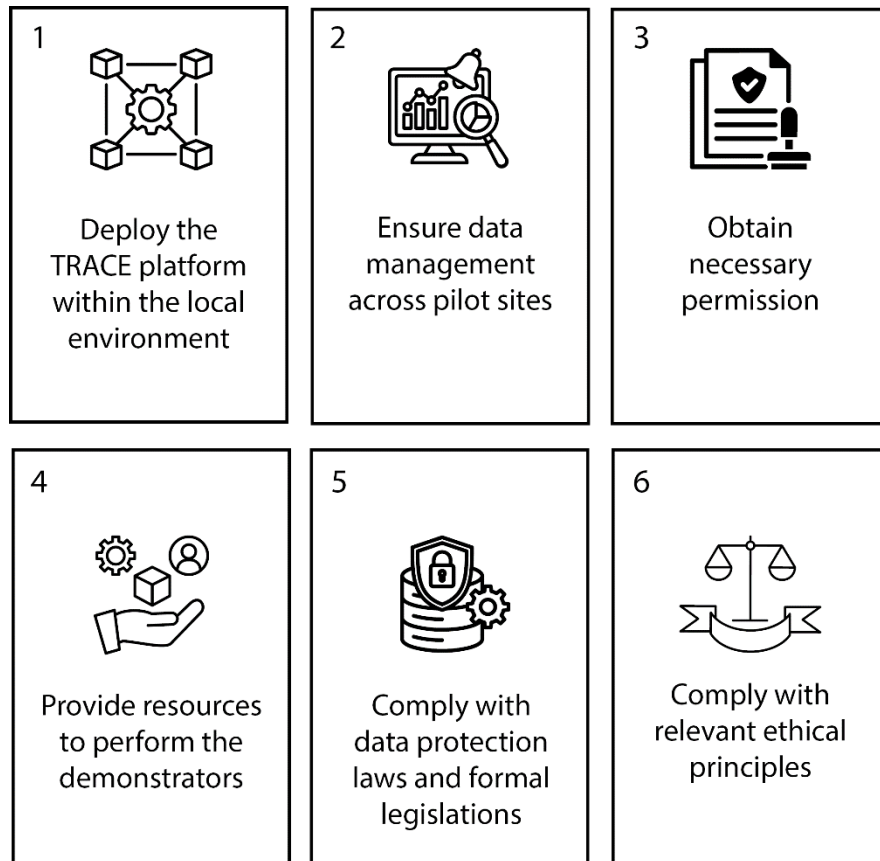 1
Deploy the
TRACE platform
within the local
environment
2
Ensure data
management
across pilot sites
3
Obtain
necessary
permission
4
Provide resources
to perform the
demonstrators
5
Comply with
data protection
laws and formal
legislations
6
Comply with
relevant ethical
principles